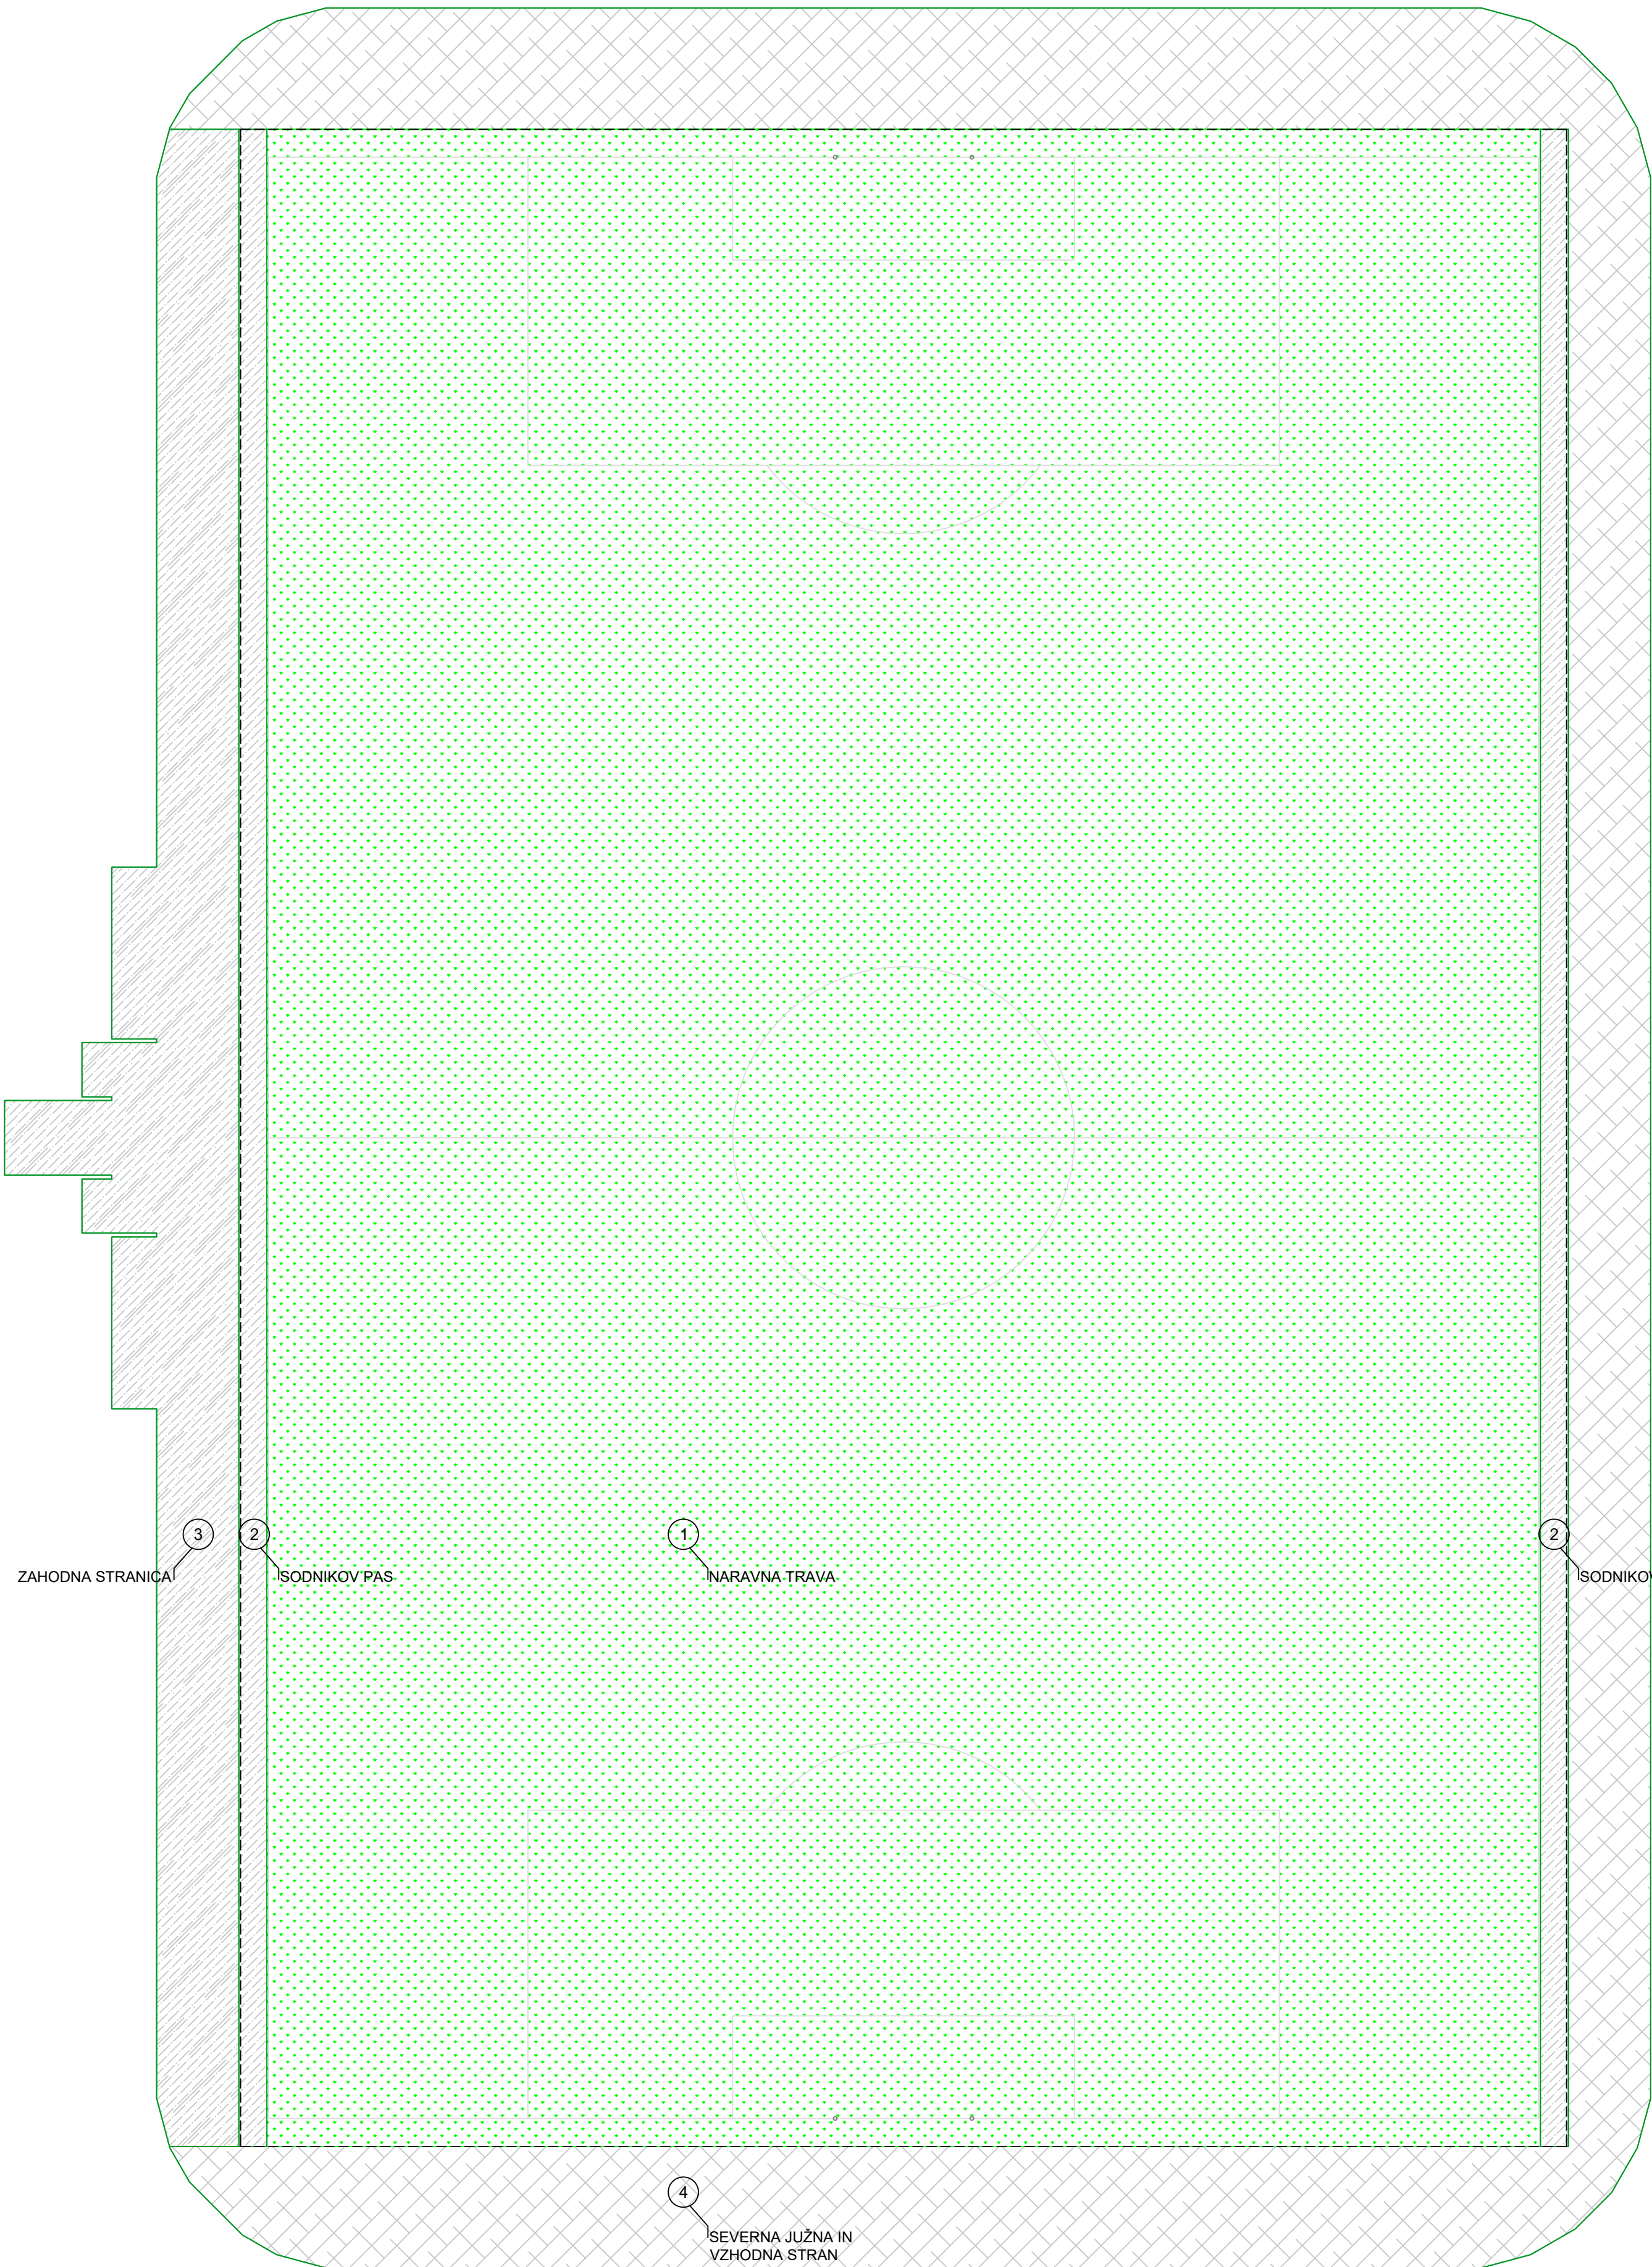 3
2
1
2
ZAHODNA STRANICA
SODNIKOV PAS
NARAVNA TRAVA
SODNIKOV
4
SEVERNA JUŽNA IN
VZHODNA STRAN